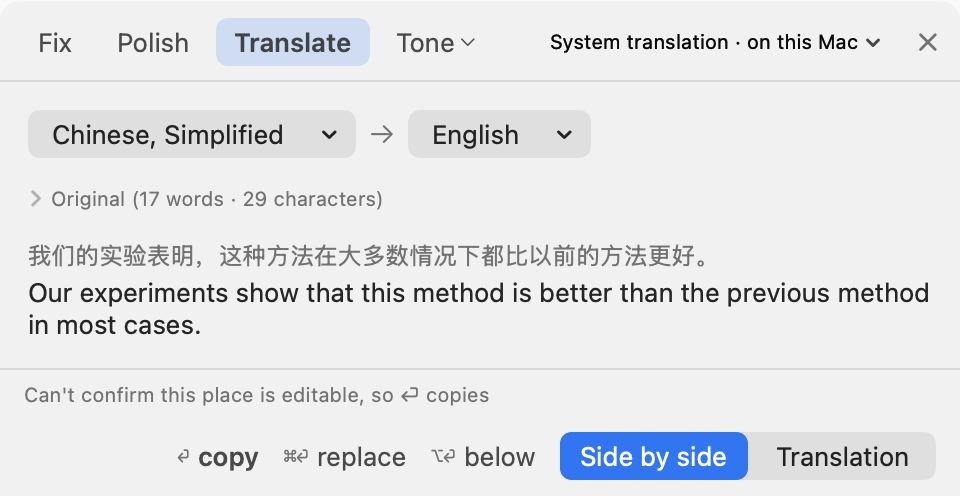 Fix Polish Translate Tone System translation · on this Mac
Chinese, Simplified → English
Original (17 words · 29 characters)
我们的实验表明，这种方法在大多数情况下都比以前的方法更好。
Our experiments show that this method is better than the previous method
in most cases.
Can't confirm this place is editable, so ⏎ copies
⏎ copy ⌘⏎ replace ⌥⏎ below Side by side Translation